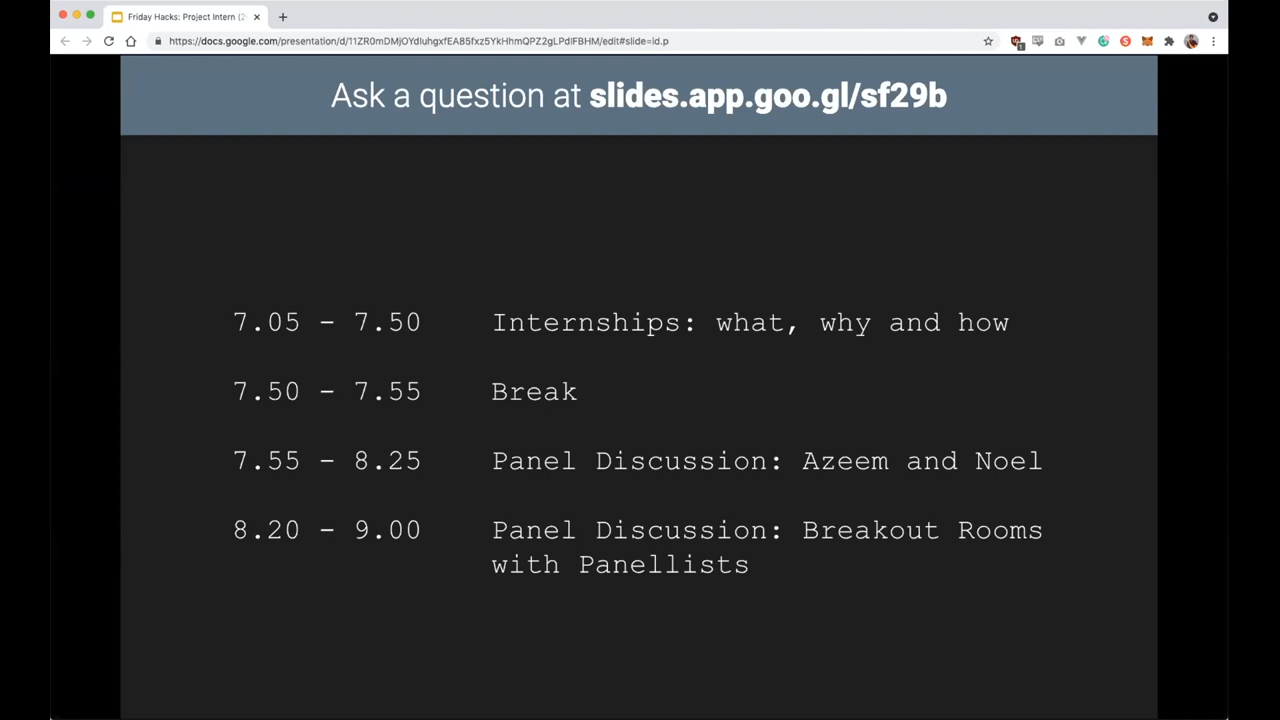 Friday Hacks: Project Intern (2
https://docs.google.com/presentation/d/11ZR0mDMjOYdluhgxfEA85fxz5YkHhmQPZ2gLPdlFBHM/edit#slide=id.p
Ask a question at slides.app.goo.gl/sf29b
7.05 - 7.50 Internships: what, why and how
7.50 - 7.55 Break
7.55 - 8.25 Panel Discussion: Azeem and Noel
8.20 - 9.00 Panel Discussion: Breakout Rooms
with Panellists